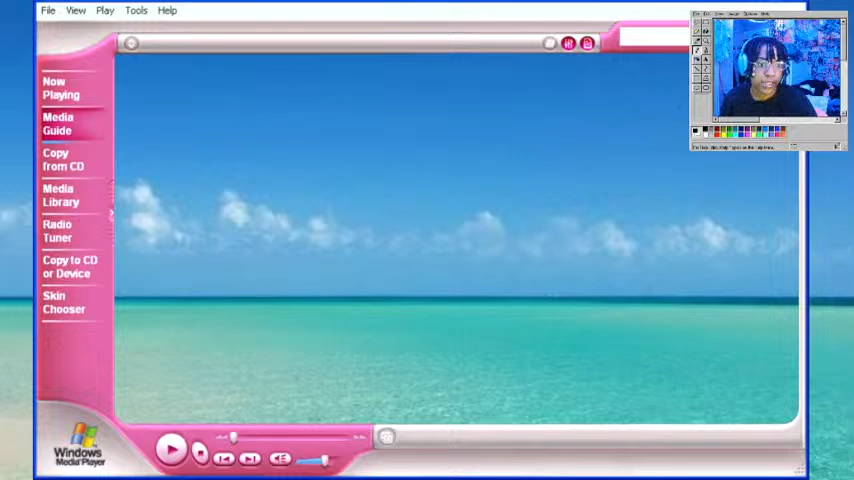 File View Play Tools Help
Now
Playing
Media
Guide
Copy
from CD
Media
Library
Radio
Tuner
Copy to CD
or Device
Skin
Chooser
Windows
Media Player